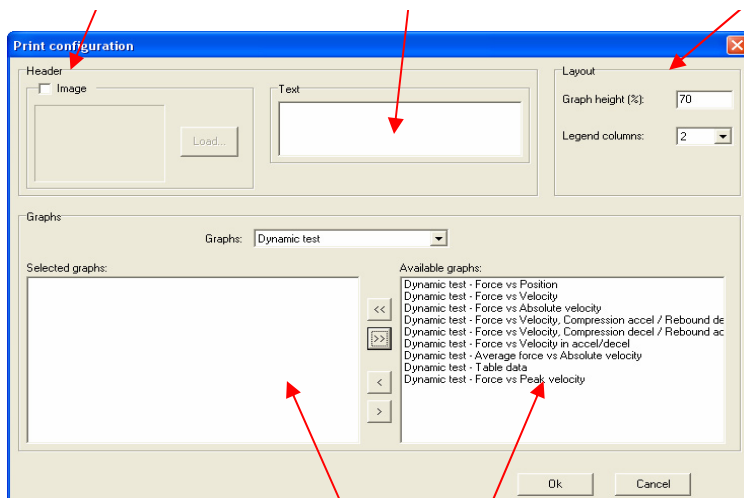 Print configuration
Header
Image
Load...
Text
Layout
Graph height (%): 70
Legend columns: 2
Graphs
Graphs: Dynamic test
Selected graphs:
<<
>>
<
>
Available graphs:
Dynamic test - Force vs Position
Dynamic test - Force vs Velocity
Dynamic test - Force vs Absolute velocity
Dynamic test - Force vs Velocity, Compression accel / Rebound de
Dynamic test - Force vs Velocity, Compression decel / Rebound ac
Dynamic test - Force vs Velocity in accel/decel
Dynamic test - Average force vs Absolute velocity
Dynamic test - Table data
Dynamic test - Force vs Peak velocity
Ok
Cancel